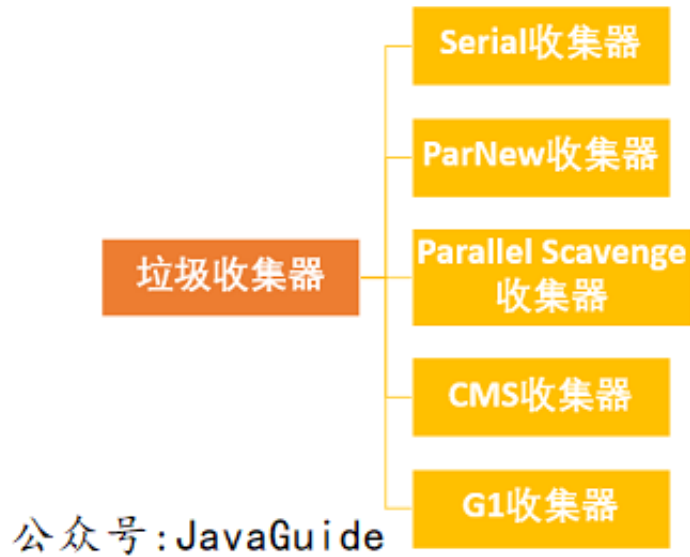 Serial收集器
ParNew收集器
垃圾收集器
Parallel Scavenge
收集器
CMS收集器
G1收集器
公众号:JavaGuide